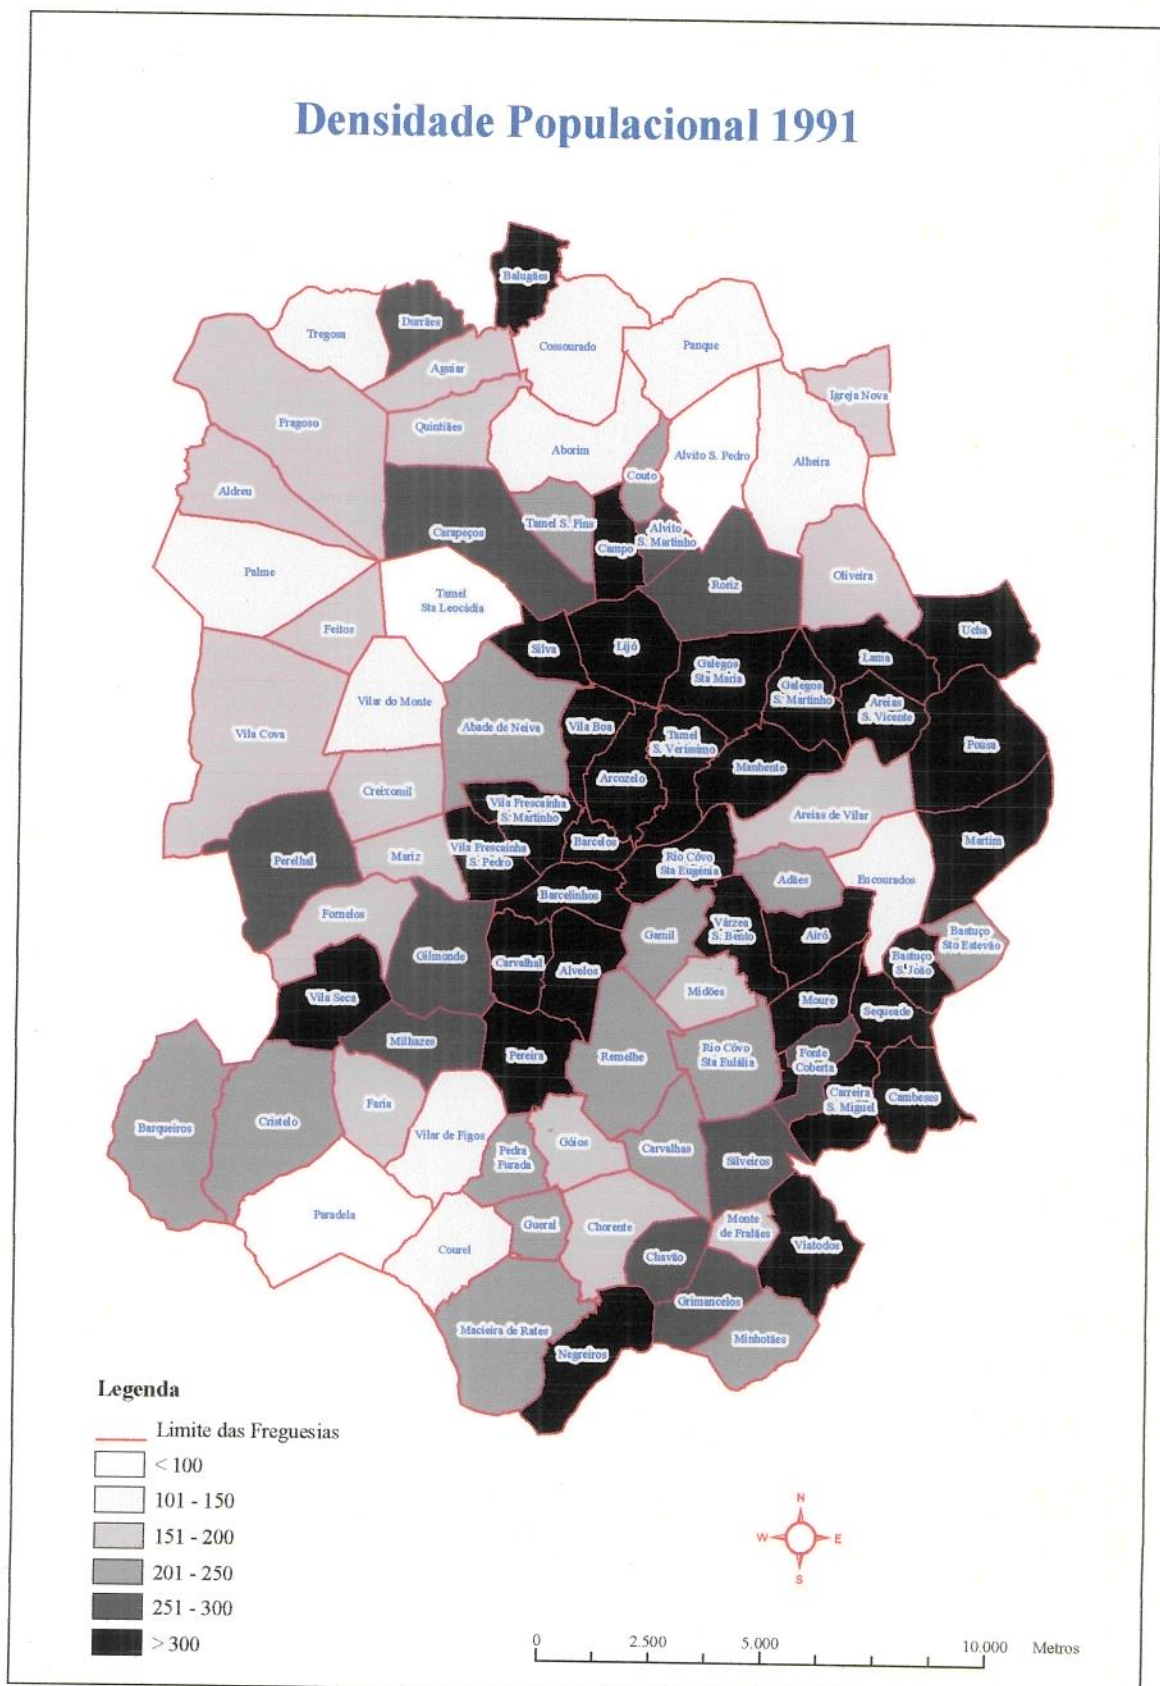 Densidade Populacional 1991
Balugães
Tregosa
Durrães
Cossourado
Panque
Aguiar
Igreja Nova
Fragoso
Quintiães
Aborim
Alvito S. Pedro
Alheira
Couto
Aldreu
Tamel S. Fins
Carapeços
Alvito
S. Martinho
Campo
Palme
Roriz
Oliveira
Tamel
Sta Leocádia
Feitos
Ucha
Silva
Lijó
Lama
Galegos
Sta Maria
Galegos
S. Martinho
Areias
S. Vicente
Vilar do Monte
Abade de Neiva
Vila Boa
Vila Cova
Tamel
S. Veríssimo
Pousa
Manhente
Arcozelo
Creixomil
Vila Frescainha
S. Martinho
Areias de Vilar
Barcelos
Martim
Vila Frescainha
S. Pedro
Mariz
Perelhal
Rio Côvo
Sta Eugénia
Adães
Encourados
Barcelinhos
Fornelos
Várzea
S. Bento
Gamil
Airó
Bastuço
Sto Estevão
Gilmonde
Carvalhal
Alvelos
Bastuço
S. João
Midões
Vila Seca
Moure
Sequeade
Milhazes
Pereira
Remelhe
Rio Côvo
Sta Eulália
Fonte
Coberta
Carreira
S. Miguel
Cambeses
Faria
Cristelo
Barqueiros
Vilar de Figos
Góios
Pedra
Furada
Carvalhas
Silveiros
Paradela
Gueral
Chorente
Monte
de Fralães
Courel
Viatodos
Chavão
Grimancelos
Macieira de Rates
Minhotães
Negreiros
Legenda
Limite das Freguesias
< 100
101 - 150
151 - 200
201 - 250
251 - 300
> 300
N
W E
S
0 2.500 5.000 10.000 Metros